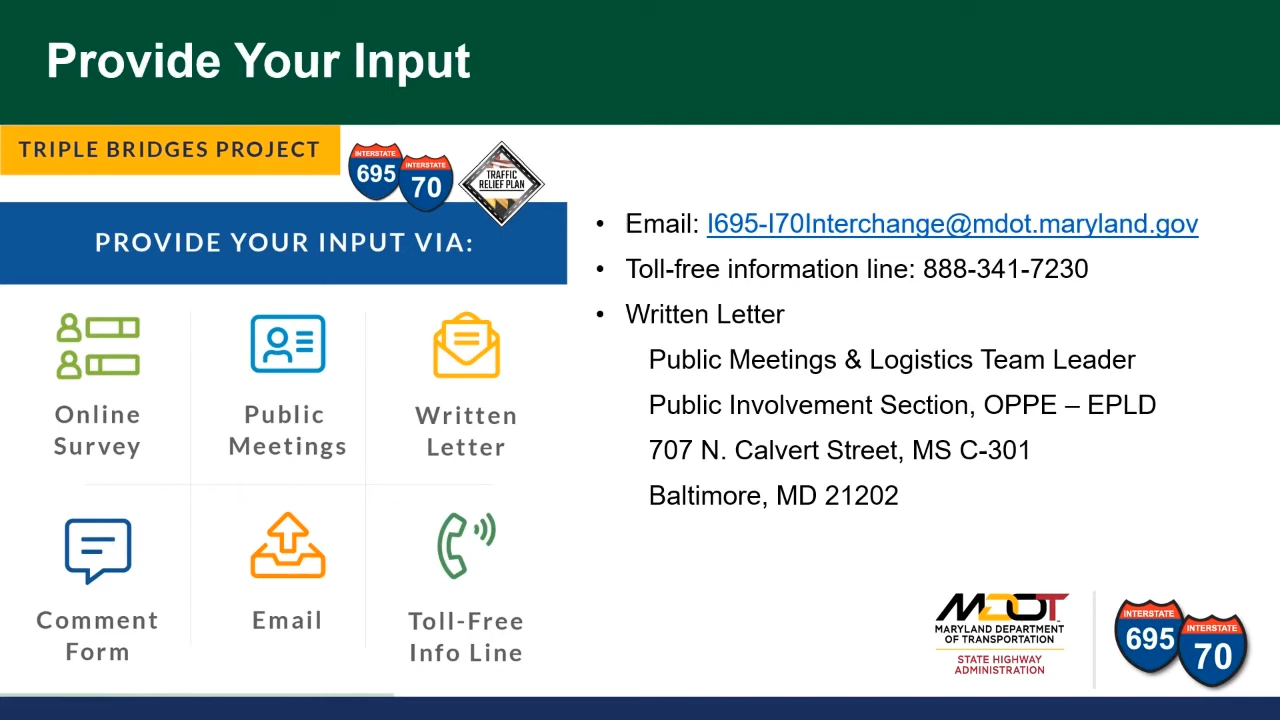 Provide Your Input
TRIPLE BRIDGES PROJECT
INTERSTATE
695
INTERSTATE
70
TRAFFIC
RELIEF PLAN
PROVIDE YOUR INPUT VIA:
Online
Survey
Public
Meetings
Written
Letter
Comment
Form
Email
Toll-Free
Info Line
• Email: I695-I70Interchange@mdot.maryland.gov
• Toll-free information line: 888-341-7230
• Written Letter
Public Meetings & Logistics Team Leader
Public Involvement Section, OPPE – EPLD
707 N. Calvert Street, MS C-301
Baltimore, MD 21202
MDOT
MARYLAND DEPARTMENT
OF TRANSPORTATION
STATE HIGHWAY
ADMINISTRATION
INTERSTATE
695
INTERSTATE
70